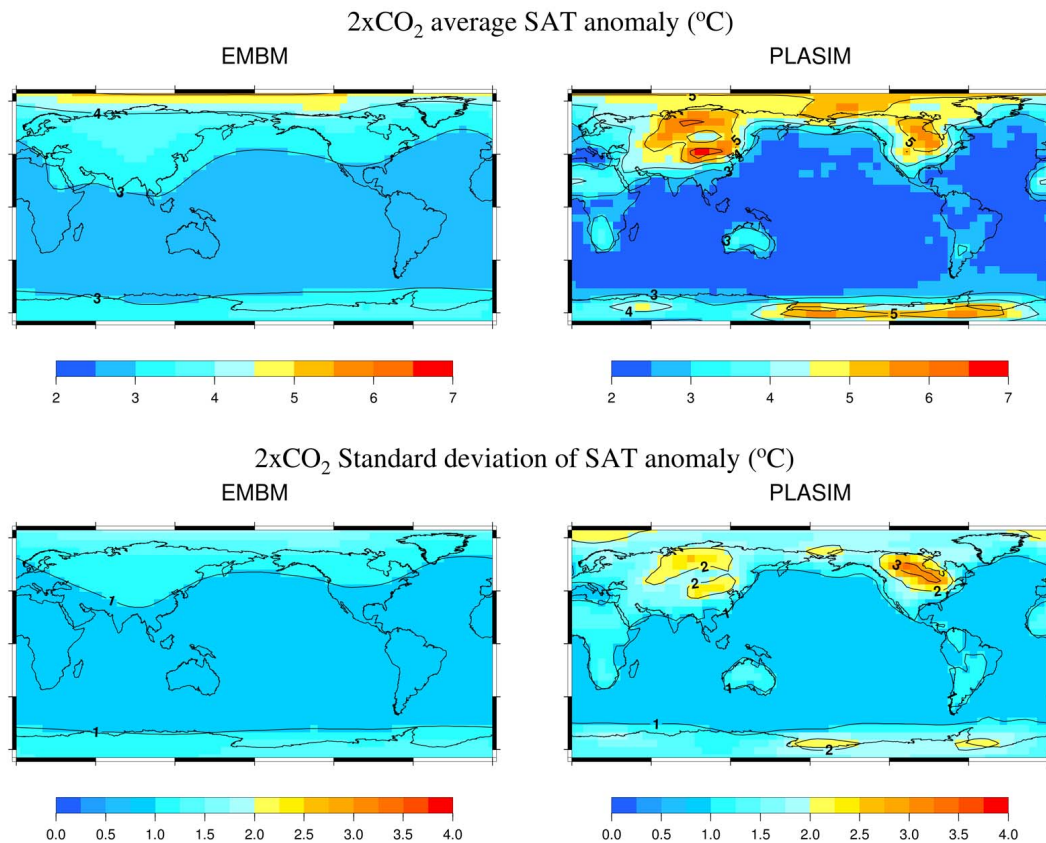 2xCO₂ average SAT anomaly (ºC)
EMBM PLASIM
4 3 3
5 5 4 3 5 3 3 4 5
2 3 4 5 6 7 2 3 4 5 6 7
2xCO₂ Standard deviation of SAT anomaly (ºC)
EMBM PLASIM
1 1
2 2 3 2 1 1 1 1 2
0.0 0.5 1.0 1.5 2.0 2.5 3.0 3.5 4.0 0.0 0.5 1.0 1.5 2.0 2.5 3.0 3.5 4.0